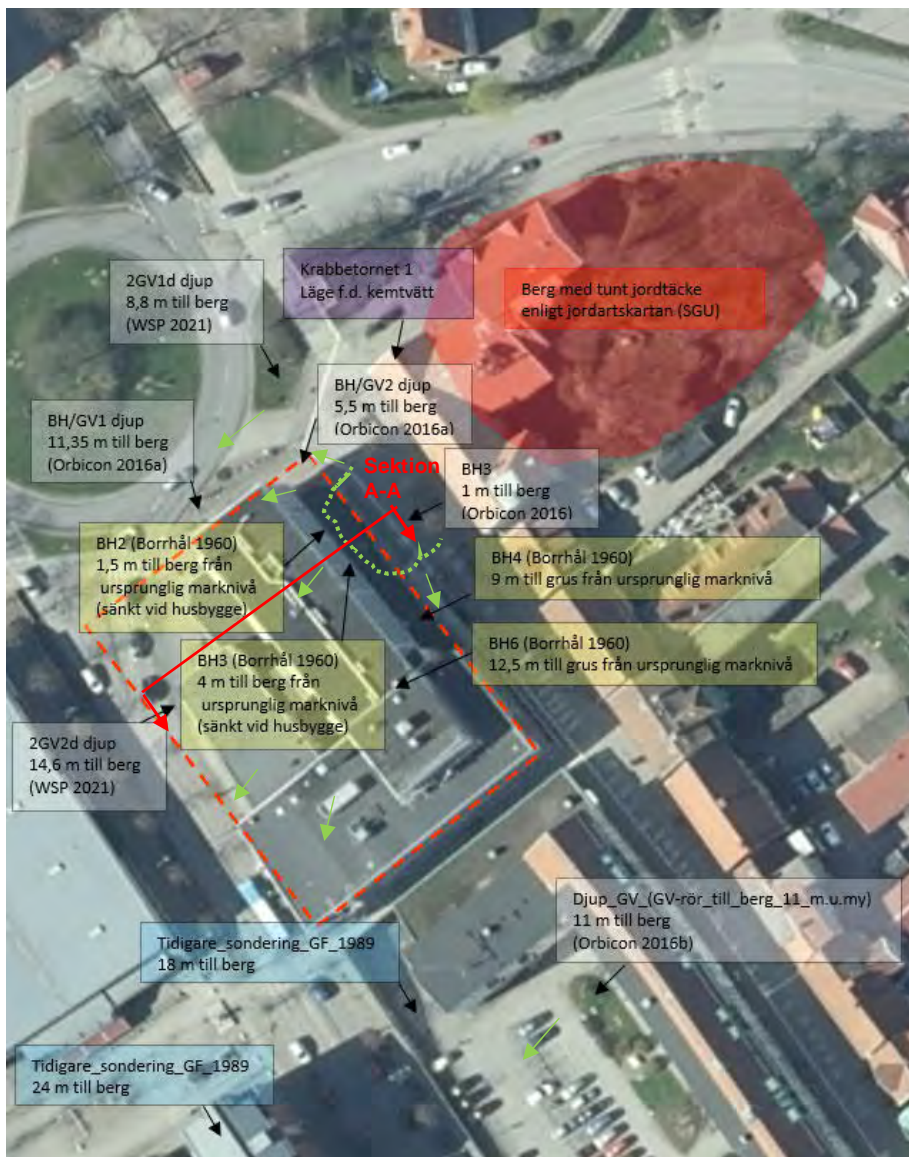 Krabbetornet 1
Läge f.d. kemtvätt
2GV1d djup
8,8 m till berg
(WSP 2021)
Berg med tunt jordtäcke
enligt jordartskartan (SGU)
BH/GV2 djup
5,5 m till berg
(Orbicon 2016a)
BH/GV1 djup
11,35 m till berg
(Orbicon 2016a)
Sektion
A-A
BH3
1 m till berg
(Orbicon 2016)
BH2 (Borrhål 1960)
1,5 m till berg från
ursprunglig marknivå
(sänkt vid husbygge)
BH4 (Borrhål 1960)
9 m till grus från ursprunglig marknivå
BH6 (Borrhål 1960)
12,5 m till grus från ursprunglig marknivå
BH3 (Borrhål 1960)
4 m till berg från
ursprunglig marknivå
(sänkt vid husbygge)
2GV2d djup
14,6 m till berg
(WSP 2021)
Djup_GV_(GV-rör_till_berg_11_m.u.my)
11 m till berg
(Orbicon 2016b)
Tidigare_sondering_GF_1989
18 m till berg
Tidigare_sondering_GF_1989
24 m till berg